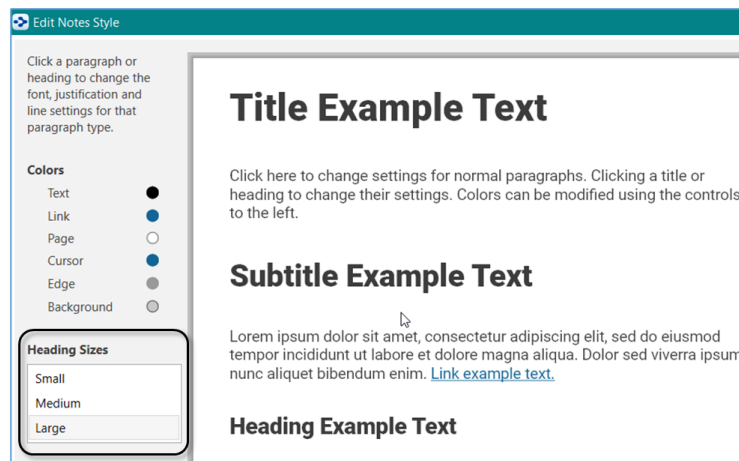 Edit Notes Style
Click a paragraph or
heading to change the
font, justification and
line settings for that
paragraph type.
Colors
Text
Link
Page
Cursor
Edge
Background
Heading Sizes
Small
Medium
Large
Title Example Text
Click here to change settings for normal paragraphs. Clicking a title or
heading to change their settings. Colors can be modified using the controls
to the left.
Subtitle Example Text
Lorem ipsum dolor sit amet, consectetur adipiscing elit, sed do eiusmod
tempor incididunt ut labore et dolore magna aliqua. Dolor sed viverra ipsum
nunc aliquet bibendum enim. Link example text.
Heading Example Text